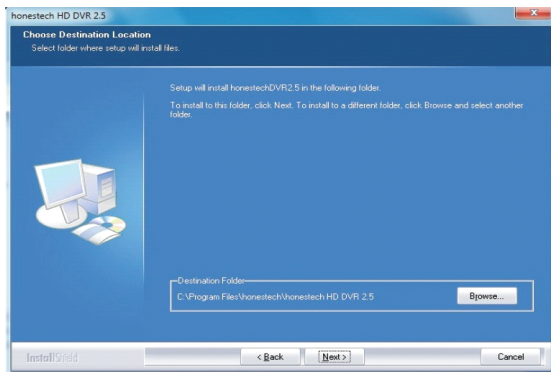 honestech HD DVR 2.5
Choose Destination Location
Select folder where setup will install files.
Setup will install honestechDVR2.5 in the following folder.
To install to this folder, click Next. To install to a different folder, click Browse and select another
folder.
Destination Folder
C:\Program Files\honestech\honestech HD DVR 2.5
Browse...
InstallShield
< Back
Next >
Cancel